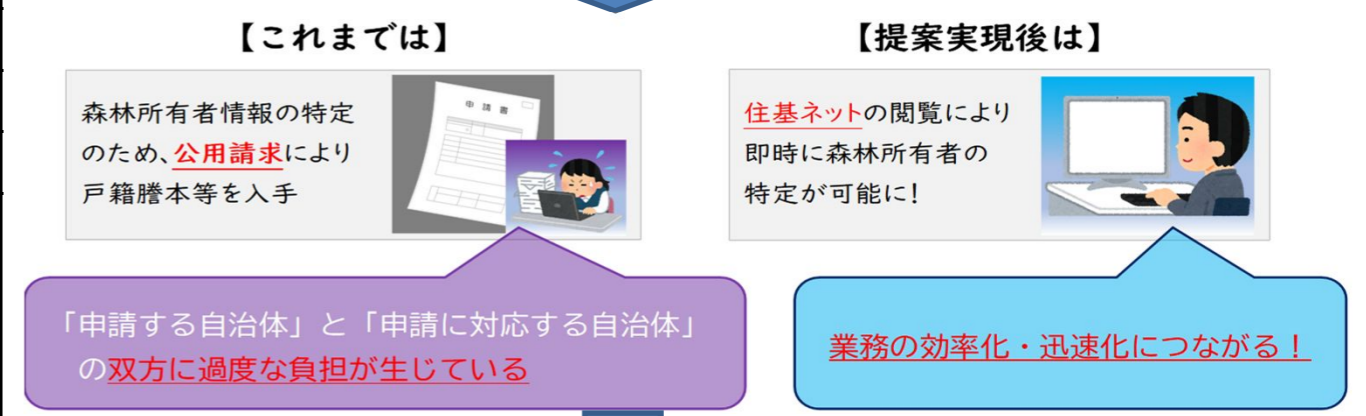 【これまでは】
森林所有者情報の特定
のため、公用請求により
戸籍謄本等を入手
申請書
「申請する自治体」と「申請に対応する自治体」
の双方に過度な負担が生じている
【提案実現後は】
住基ネットの閲覧により
即時に森林所有者の
特定が可能に!
業務の効率化・迅速化につながる!